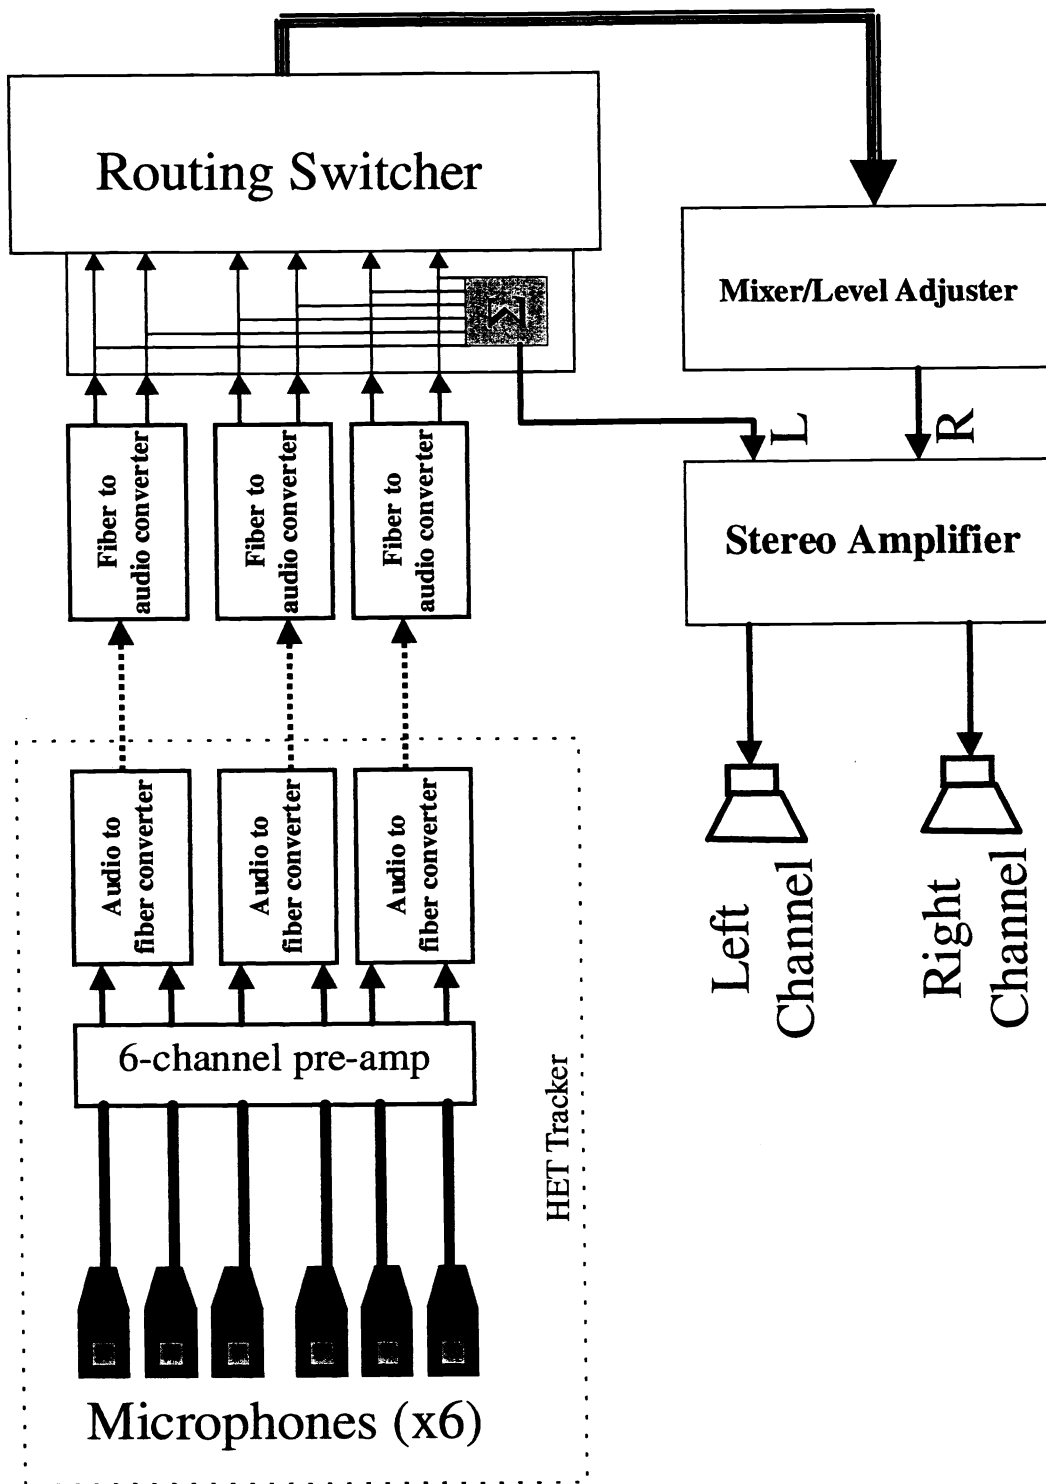 Routing Switcher
Mixer/Level Adjuster
Σ
L
R
Fiber to
audio converter
Fiber to
audio converter
Fiber to
audio converter
Stereo Amplifier
Audio to
fiber converter
Audio to
fiber converter
Audio to
fiber converter
Left
Channel
Right
Channel
6-channel pre-amp
HET Tracker
Microphones (x6)